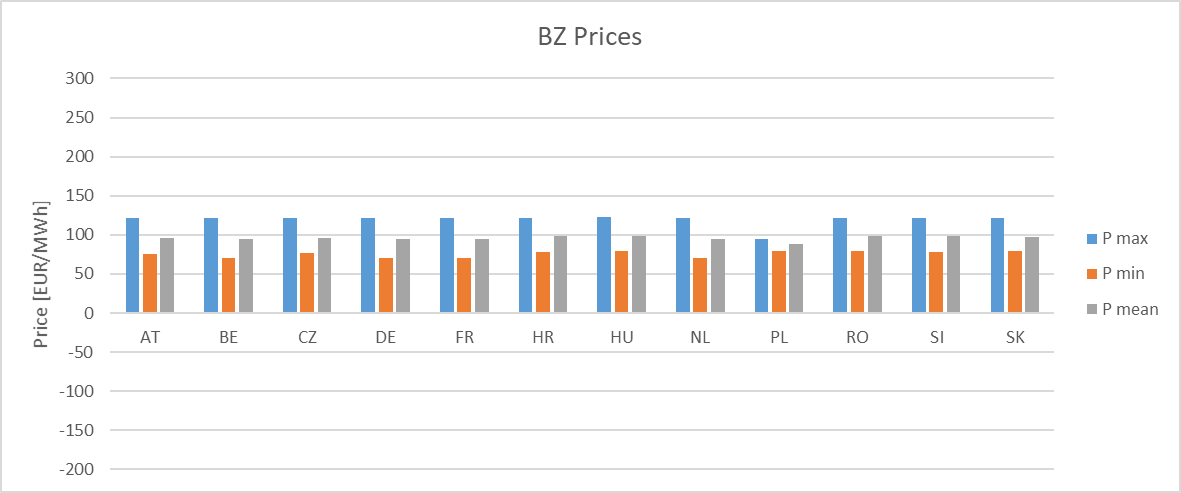 BZ Prices
Price [EUR/MWh]
300
250
200
150
100
50
0
-50
-100
-150
-200
AT BE CZ DE FR HR HU NL PL RO SI SK
P max
P min
P mean